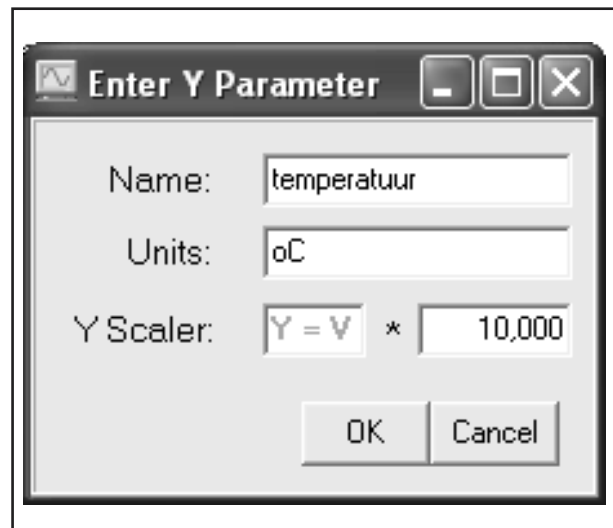 Enter Y Parameter
Name: temperatuur
Units: oC
Y Scaler: Y = V * 10,000
OK Cancel